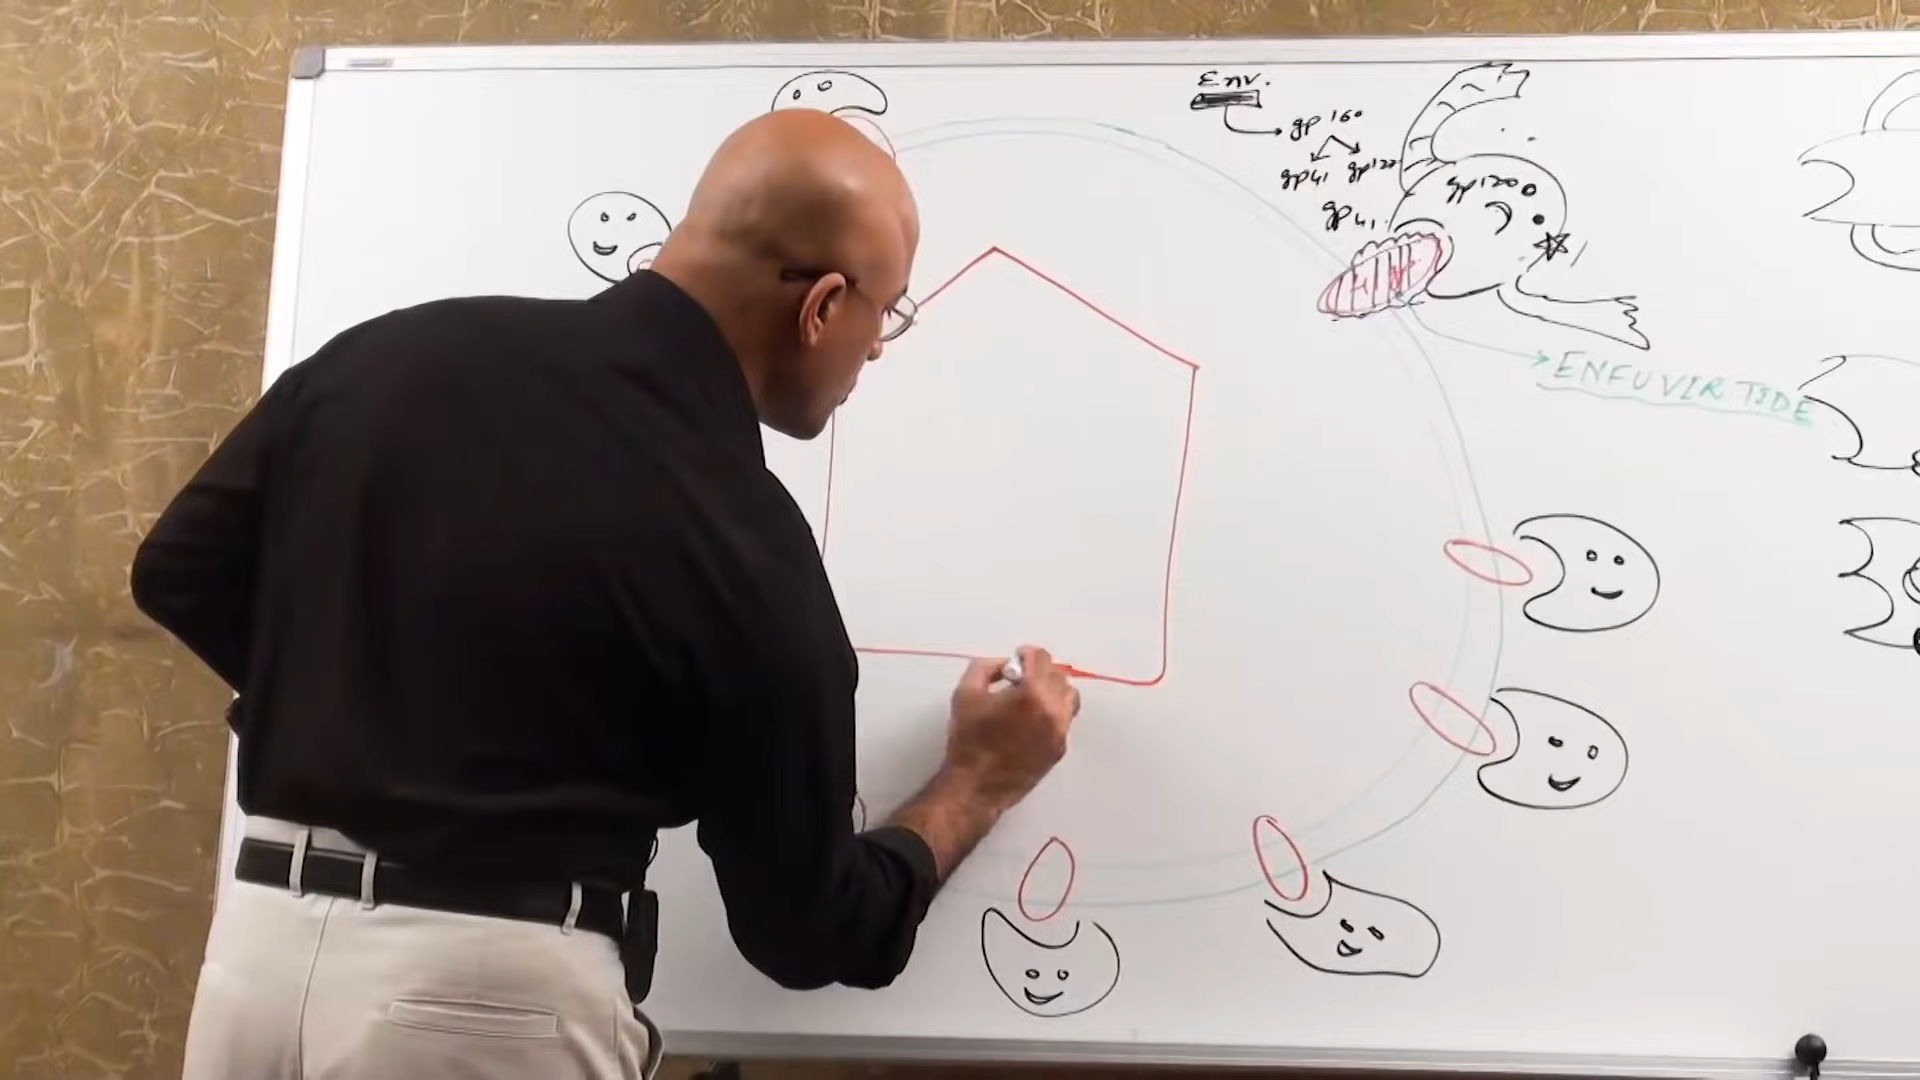 Env.
gp 160
gp41 gp120
gp120
gp41
ENFUVIRTIDE